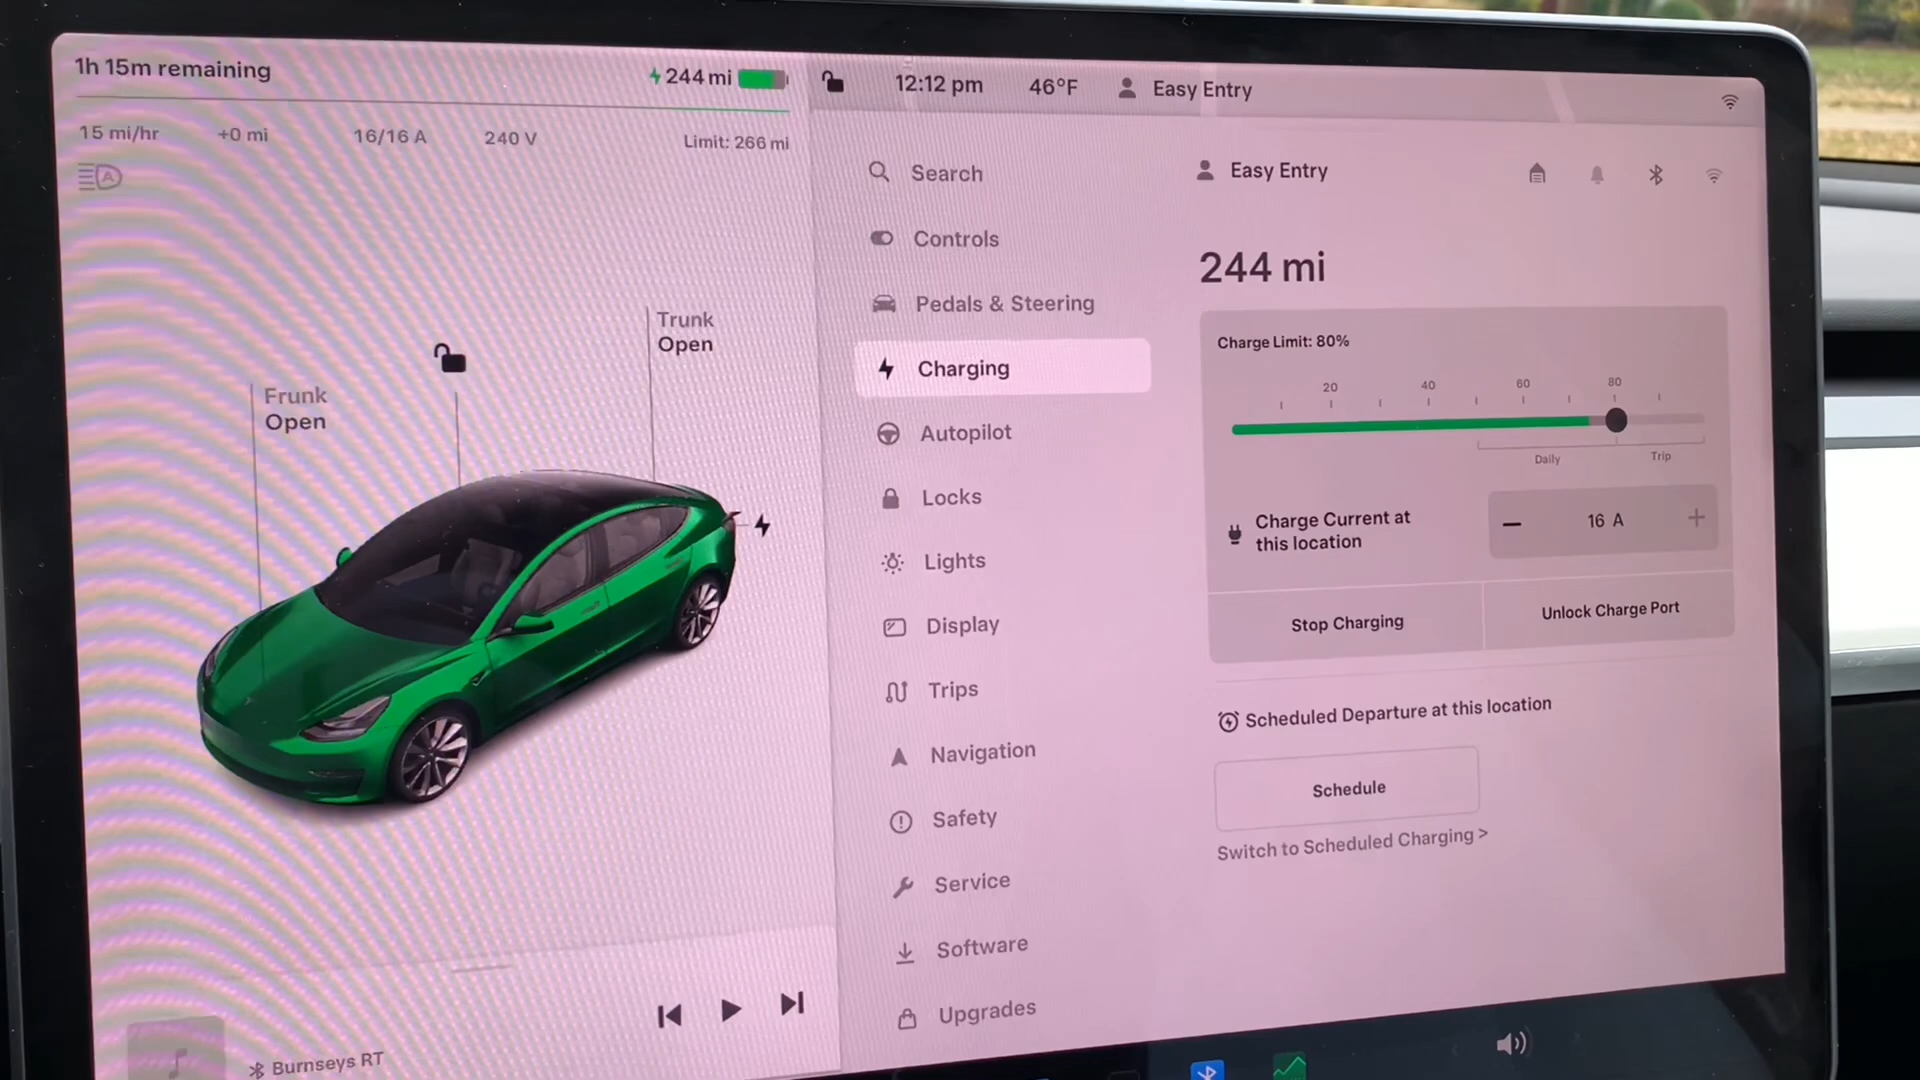 1h 15m remaining
244 mi
15 mi/hr
+0 mi
16/16 A
240 V
Limit: 266 mi
Trunk
Open
Frunk
Open
Burnseys RT
12:12 pm
46°F
Easy Entry
Search
Controls
Pedals & Steering
Charging
Autopilot
Locks
Lights
Display
Trips
Navigation
Safety
Service
Software
Upgrades
Easy Entry
244 mi
Charge Limit: 80%
20 40 60 80
Daily Trip
Charge Current at
this location
16 A
Stop Charging
Unlock Charge Port
Scheduled Departure at this location
Schedule
Switch to Scheduled Charging >